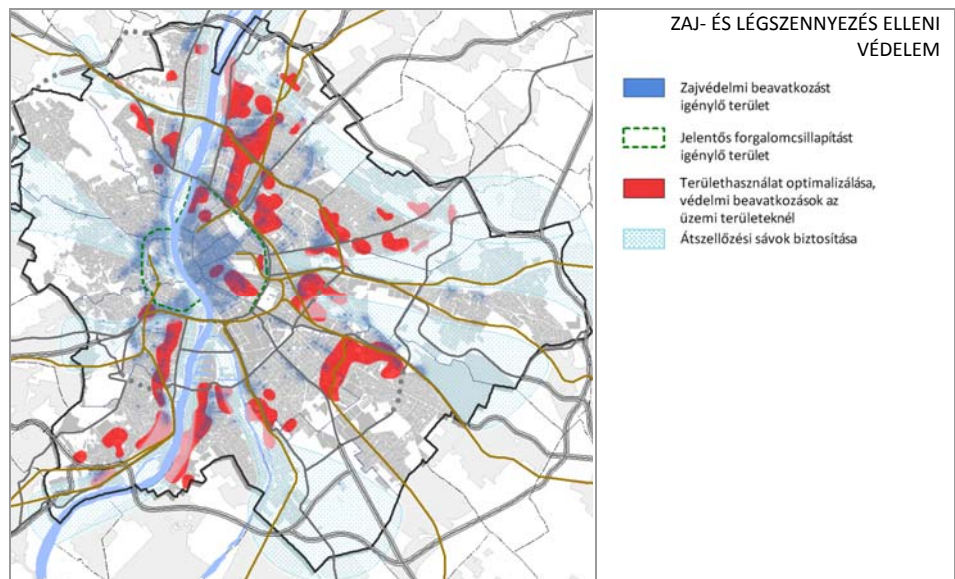 ZAJ- ÉS LÉGSZENNYEZÉS ELLENI
VÉDELEM
Zajvédelmi beavatkozást
igénylő terület
Jelentős forgalomcsillapítást
igénylő terület
Területhasználat optimalizálása,
védelmi beavatkozások az
üzemi területeknél
Átszellőzési sávok biztosítása